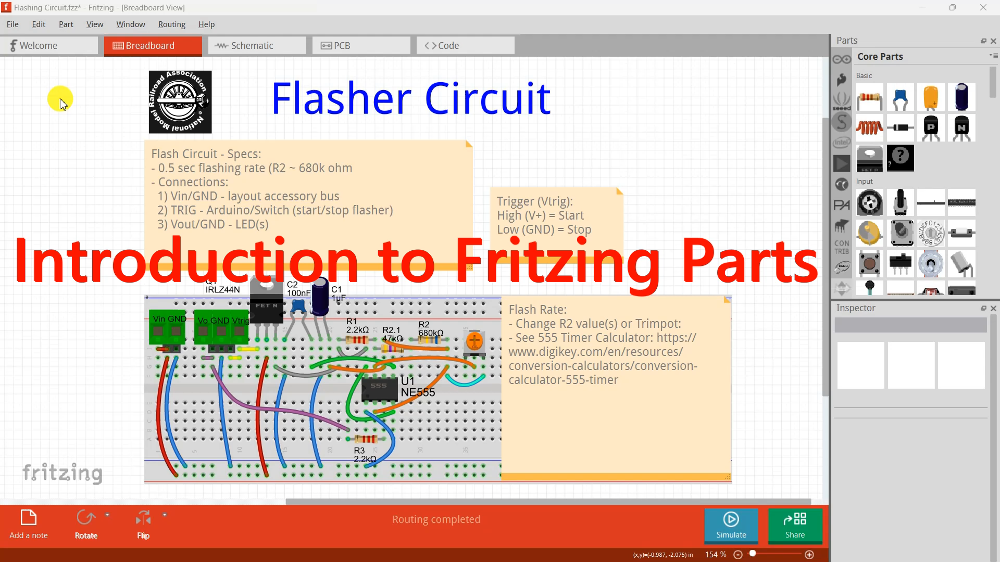 Flashing Circuit.fzz* - Fritzing - [Breadboard View]
File Edit Part View Window Routing Help
Welcome Breadboard Schematic PCB Code
Parts
Core Parts
Basic
P N
FET P
?
?
Input
seeed
intel
PA
CON
TRIB
DAGU
National Model Railroad Association
®
Flasher Circuit
Flash Circuit - Specs:
- 0.5 sec flashing rate (R2 ~ 680k ohm
- Connections:
1) Vin/GND - layout accessory bus
2) TRIG - Arduino/Switch (start/stop flasher)
3) Vout/GND - LED(s)
Trigger (Vtrig):
High (V+) = Start
Low (GND) = Stop
Introduction to Fritzing Parts
IRLZ44N
FET N
C2
100nF
C1
1µF
Vin GND
Vo GND Vtrig
R1
2.2kΩ
R2.1
47kΩ
R2
680kΩ
555
U1
NE555
R3
2.2kΩ
Flash Rate:
- Change R2 value(s) or Trimpot:
- See 555 Timer Calculator: https://
www.digikey.com/en/resources/
conversion-calculators/conversion-
calculator-555-timer
Inspector
fritzing
Add a note Rotate Flip
Routing completed
Simulate Share
(x,y)=(-0.987, -2.075) in 154 %